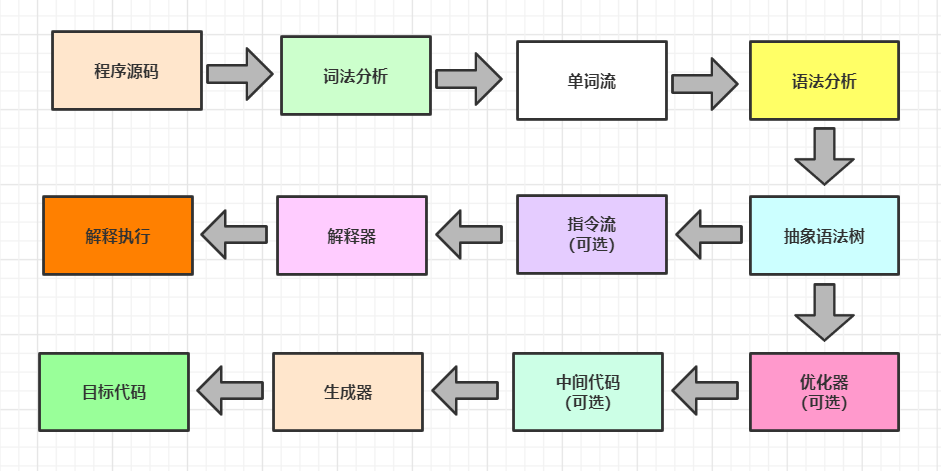 程序源码
词法分析
单词流
语法分析
解释执行
解释器
指令流
(可选)
抽象语法树
目标代码
生成器
中间代码
(可选)
优化器
(可选)